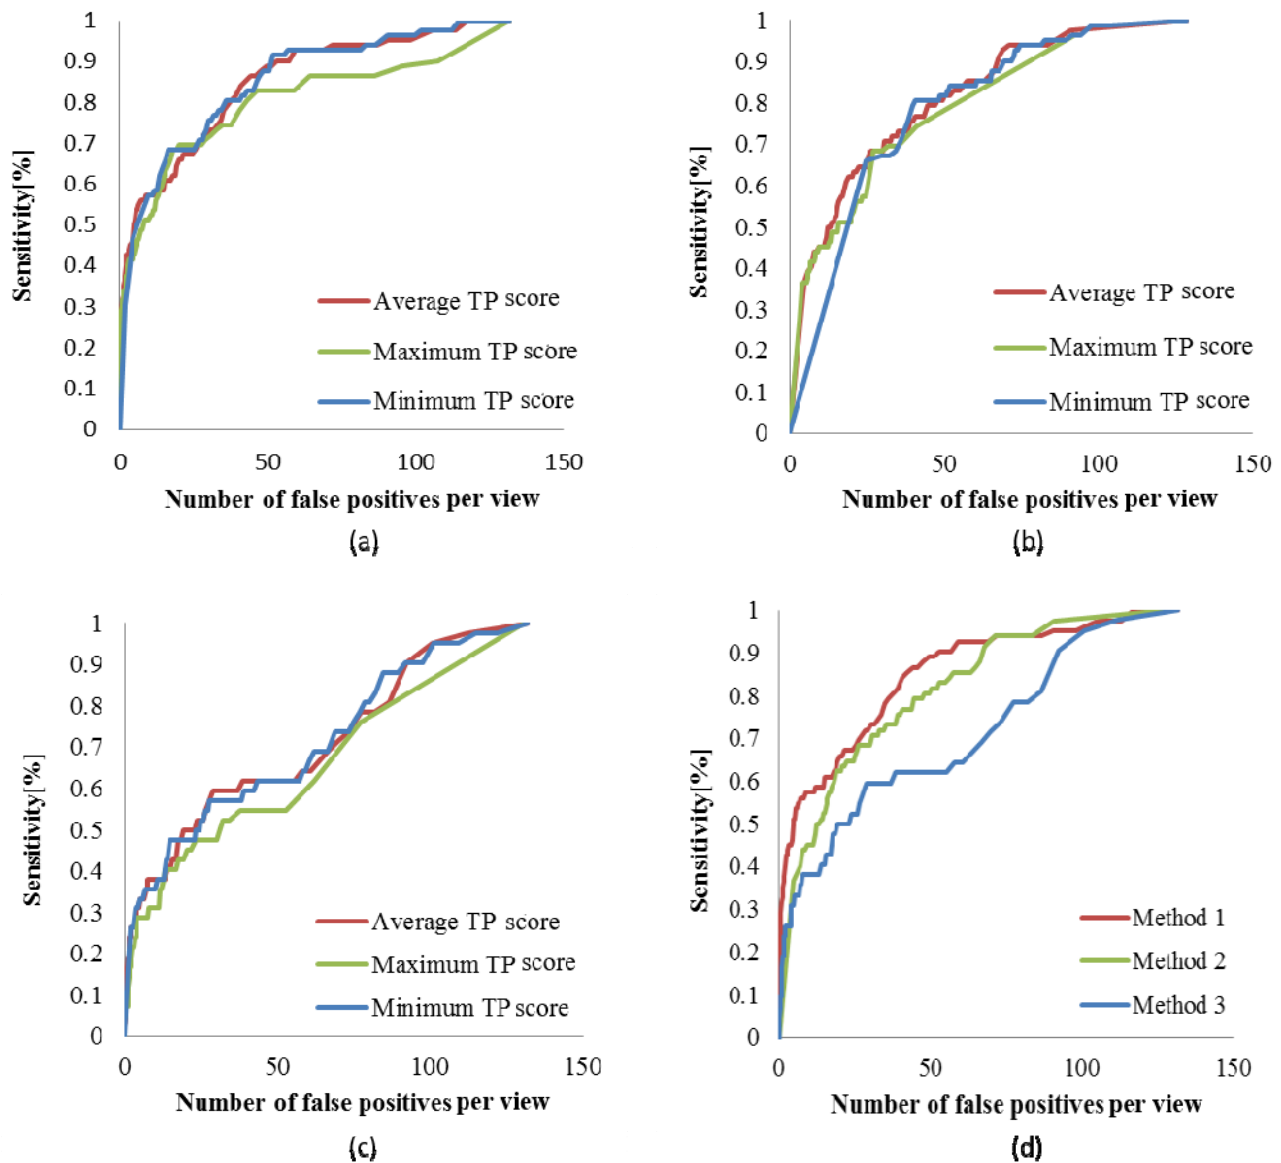 1
0.9
0.8
0.7
0.6
0.5
0.4
0.3
0.2
0.1
0
Sensitivity[%]
Average TP score
Maximum TP score
Minimum TP score
0 50 100 150
Number of false positives per view
(a)
1
0.9
0.8
0.7
0.6
0.5
0.4
0.3
0.2
0.1
0
Sensitivity[%]
Average TP score
Maximum TP score
Minimum TP score
0 50 100 150
Number of false positives per view
(b)
1
0.9
0.8
0.7
0.6
0.5
0.4
0.3
0.2
0.1
0
Sensitivity[%]
Average TP score
Maximum TP score
Minimum TP score
0 50 100 150
Number of false positives per view
(c)
1
0.9
0.8
0.7
0.6
0.5
0.4
0.3
0.2
0.1
0
Sensitivity[%]
Method 1
Method 2
Method 3
0 50 100 150
Number of false positives per view
(d)